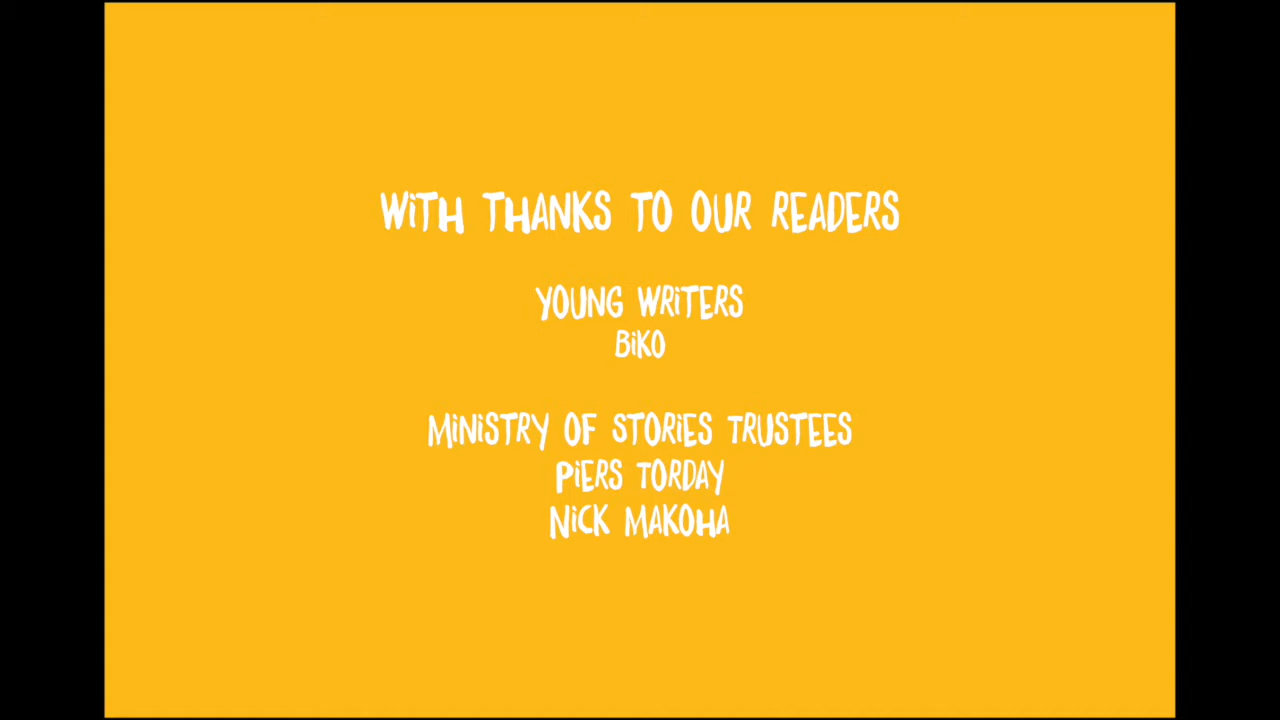 WITH THANKS TO OUR READERS
YOUNG WRITERS
BIKO
MINISTRY OF STORIES TRUSTEES
PIERS TORDAY
NICK MAKOHA